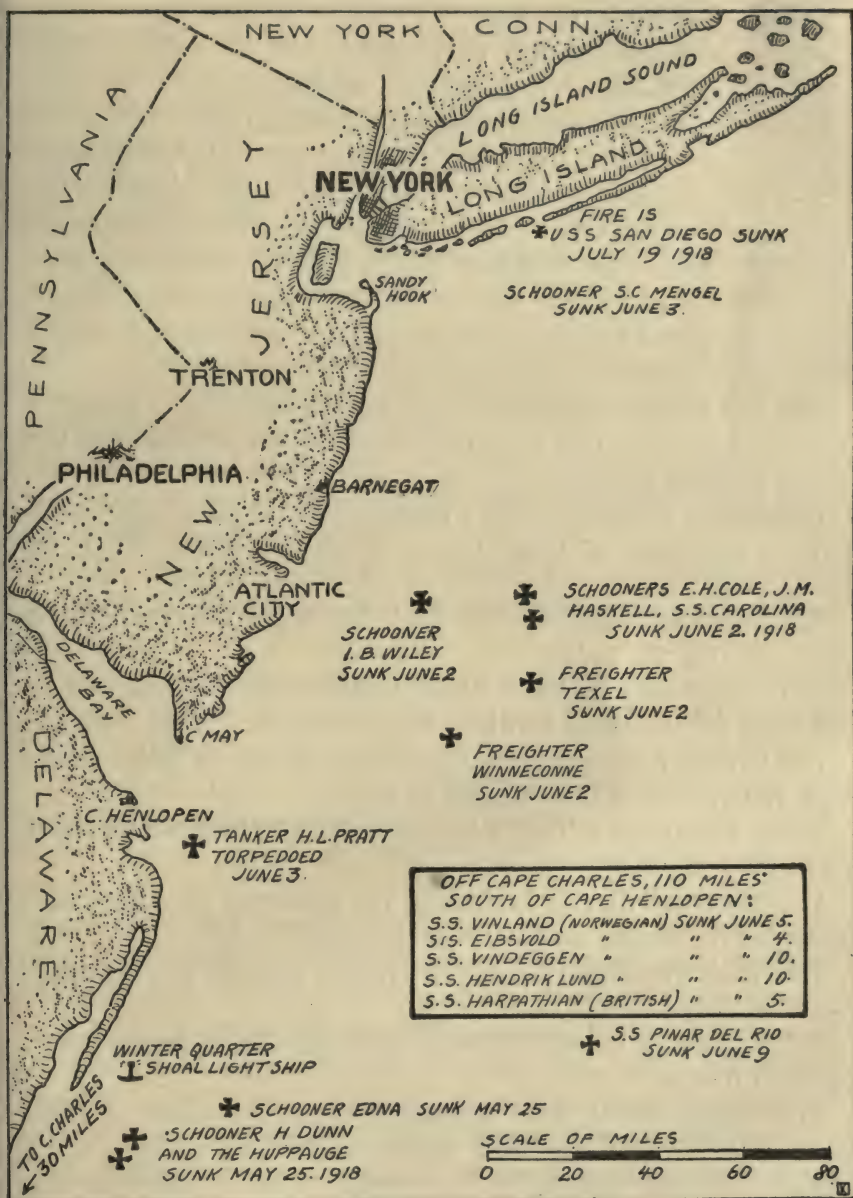 NEW YORK
CONN
PENNSYLVANIA
NEW JERSEY
LONG ISLAND SOUND
LONG ISLAND
NEW YORK
FIRE IS
USS SAN DIEGO SUNK
JULY 19 1918
SANDY
HOOK
SCHOONER S.C MENGEL
SUNK JUNE 3.
TRENTON
PHILADELPHIA
BARNEGAT
ATLANTIC
CITY
SCHOONER
I. B. WILEY
SUNK JUNE 2
SCHOONERS E.H. COLE, J.M.
HASKELL, S.S. CAROLINA
SUNK JUNE 2. 1918
FREIGHTER
TEXEL
SUNK JUNE 2
DELAWARE
BAY
C MAY
FREIGHTER
WINNECONNE
SUNK JUNE 2
DELAWARE
C. HENLOPEN
TANKER H.L. PRATT
TORPEDOED
JUNE 3.
OFF CAPE CHARLES, 110 MILES
SOUTH OF CAPE HENLOPEN:
S.S. VINLAND (NORWEGIAN) SUNK JUNE 5.
S.S. EIBSVOLD " " " 4.
S.S. VINDEGGEN " " " 10.
S.S. HENDRIK LUND " " " 10.
S.S. HARPATHIAN (BRITISH) " " 5.
S.S PINAR DEL RIO
SUNK JUNE 9
WINTER QUARTER
SHOAL LIGHT SHIP
SCHOONER EDNA SUNK MAY 25
TO C. CHARLES
30 MILES
SCHOONER H DUNN
AND THE HUPPAUGE
SUNK MAY 25. 1918
SCALE OF MILES
0 20 40 60 80